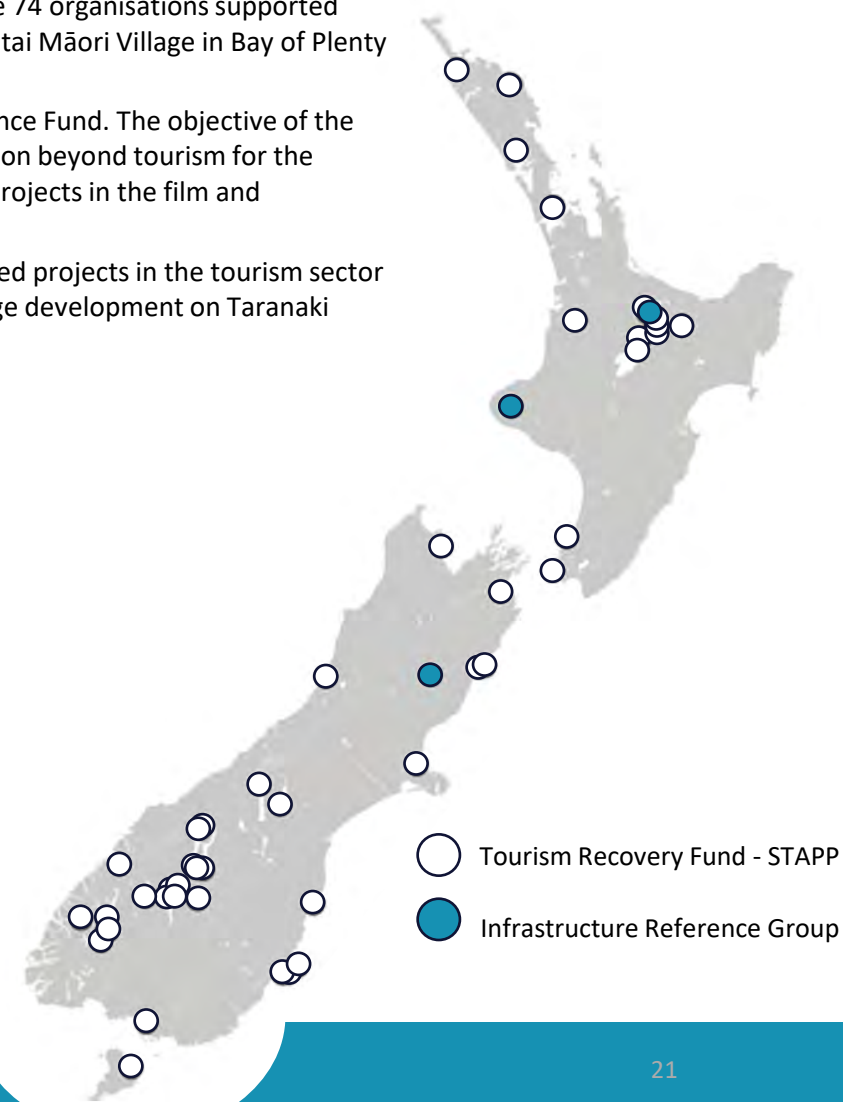 e 74 organisations supported
tai Māori Village in Bay of Plenty
nce Fund. The objective of the
on beyond tourism for the
rojects in the film and
ed projects in the tourism sector
ge development on Taranaki
Tourism Recovery Fund - STAPP
Infrastructure Reference Group
21